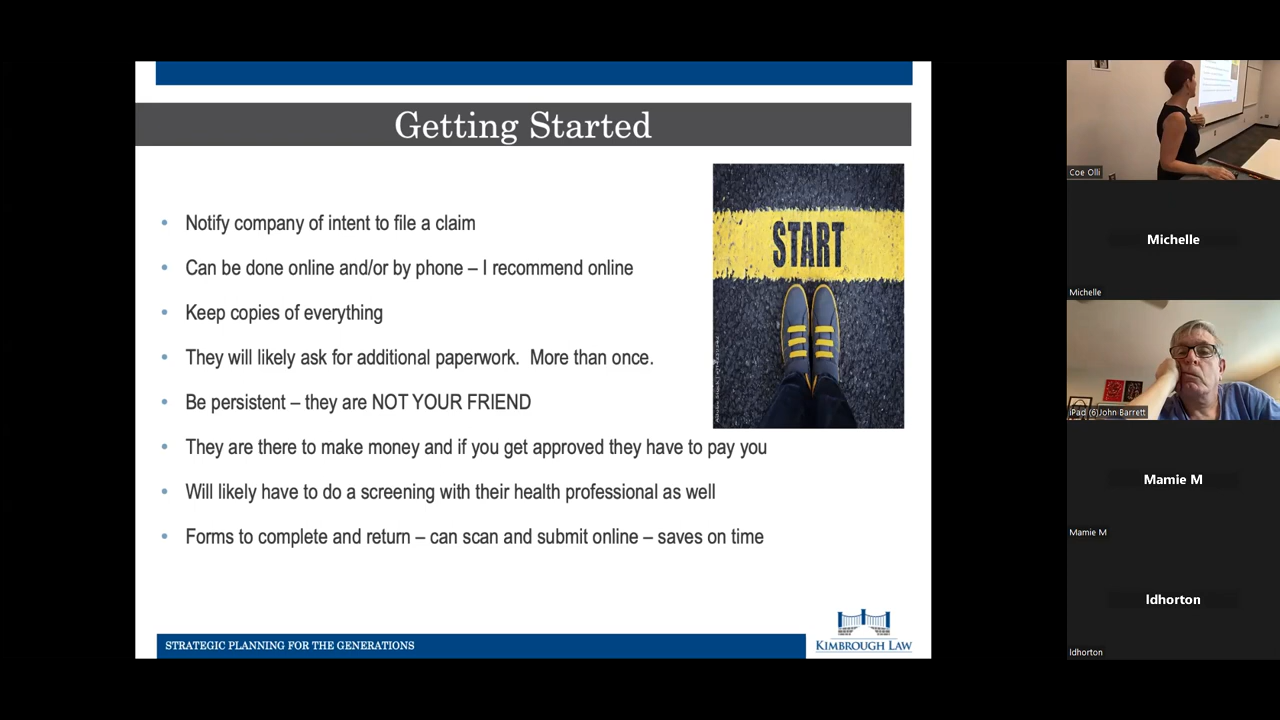 Getting Started
START
Notify company of intent to file a claim
Can be done online and/or by phone – I recommend online
Keep copies of everything
They will likely ask for additional paperwork. More than once.
Be persistent – they are NOT YOUR FRIEND
They are there to make money and if you get approved they have to pay you
Will likely have to do a screening with their health professional as well
Forms to complete and return – can scan and submit online – saves on time
STRATEGIC PLANNING FOR THE GENERATIONS
KIMBROUGH LAW
Coe Olli
Michelle
Michelle
iPad (6)John Barrett
Mamie M
Mamie M
ldhorton
ldhorton